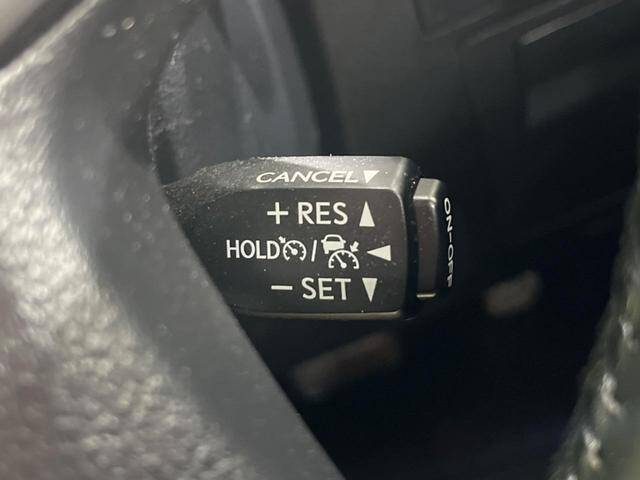 CANCEL▼
+ RES ▲
HOLD / ◀
− SET ▼
ON-OFF